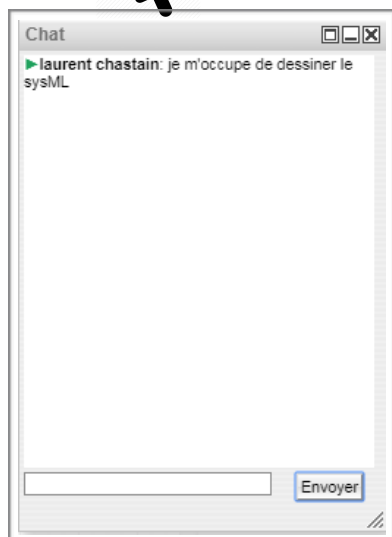 Chat
►laurent chastain: je m'occupe de dessiner le
sysML
Envoyer